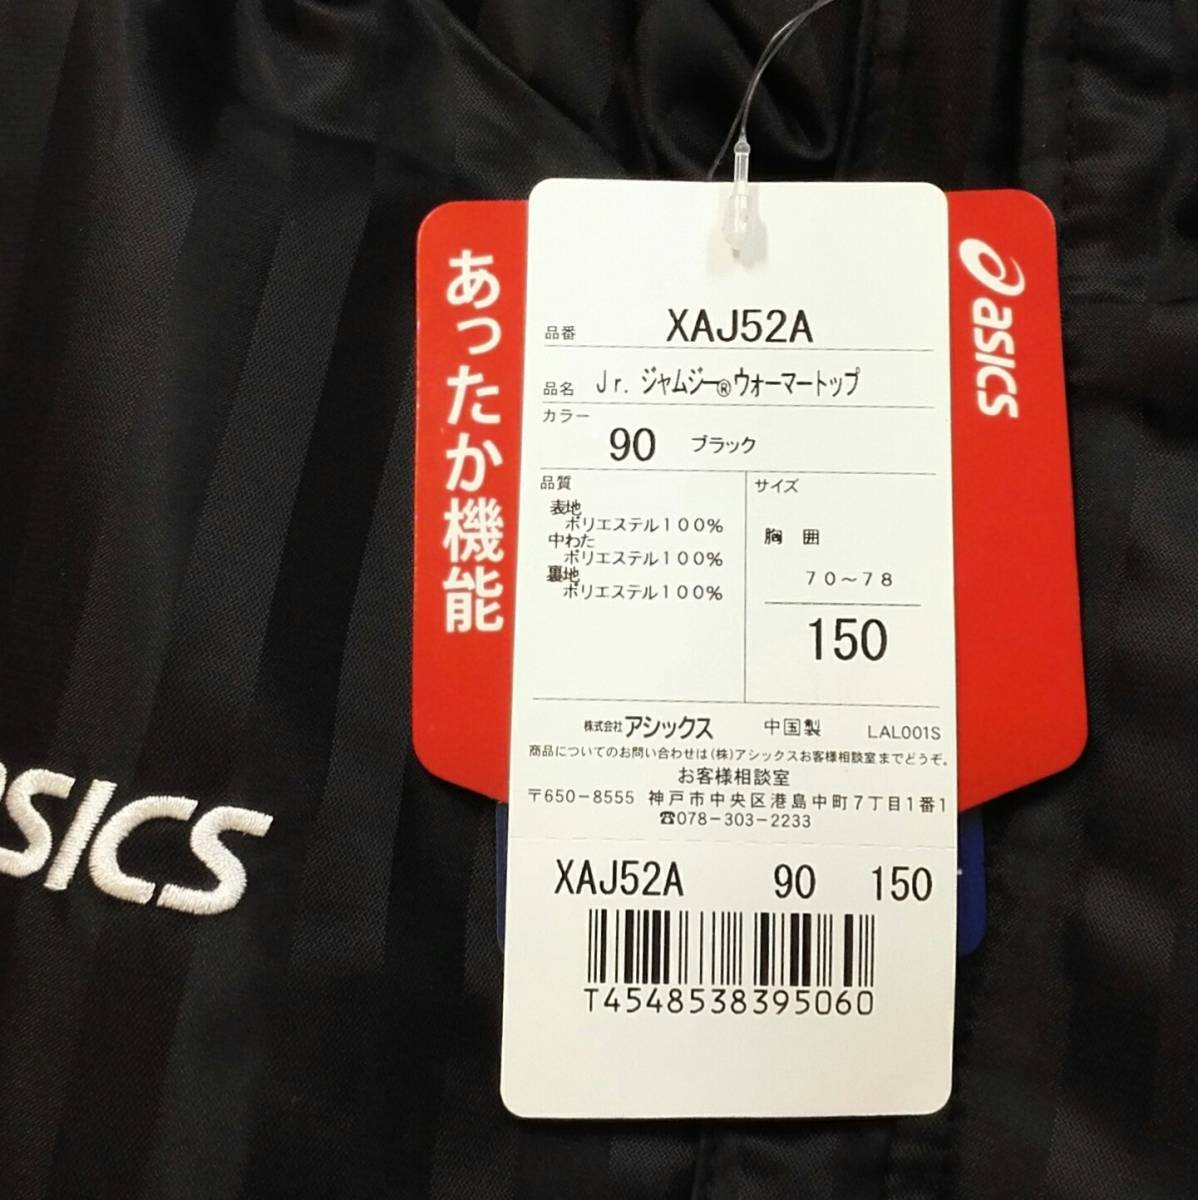 あったか機能
asics
品番 XAJ52A
品名 Jr. ジャムジー®ウォーマートップ
カラー
90 ブラック
品質
表地
ポリエステル100%
中わた
ポリエステル100%
裏地
ポリエステル100%
サイズ
胸 囲
70~78
150
株式会社アシックス 中国製 LAL001S
商品についてのお問い合わせは(株)アシックスお客様相談室までどうぞ。
お客様相談室
〒650-8555 神戸市中央区港島中町7丁目1番1
☎078-303-2233
XAJ52A 90 150
T4548538395060
SICS